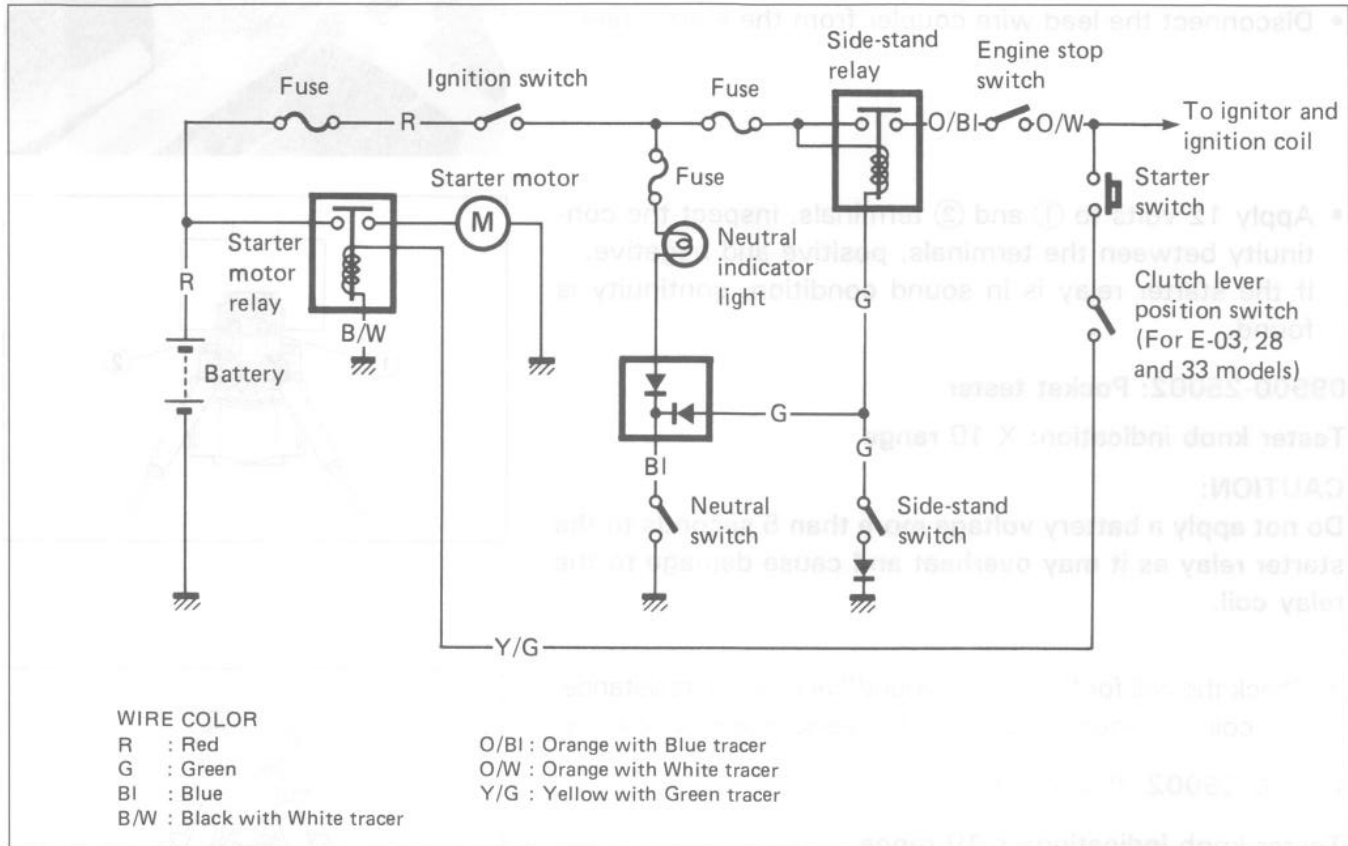 • Disconnect the lead wire coupler from the
Fuse
Ignition switch
Fuse
Side-stand
relay
Engine stop
switch
R
O/Bl
O/W
To ignitor and
ignition coil
Fuse
Starter motor
M
Starter
motor
relay
Neutral
indicator
light
Starter
switch
• Apply 12 volts to ① and ② terminals, inspect the con-
tinuity between the terminals, positive and negative.
If the starter relay is in sound condition, continuity is
found.
R
B/W
G
Clutch lever
position switch
(For E-03, 28
and 33 models)
Battery
09900-25002: Pocket tester
G
Tester knob indication: X 1Ω range
Bl
G
Neutral
switch
Side-stand
switch
CAUTION:
Do not apply a battery voltage more than 5 seconds to the
starter relay as it may overheat and cause damage to the
relay coil.
Y/G
WIRE COLOR
R : Red
G : Green
Bl : Blue
B/W : Black with White tracer
O/Bl : Orange with Blue tracer
O/W : Orange with White tracer
Y/G : Yellow with Green tracer